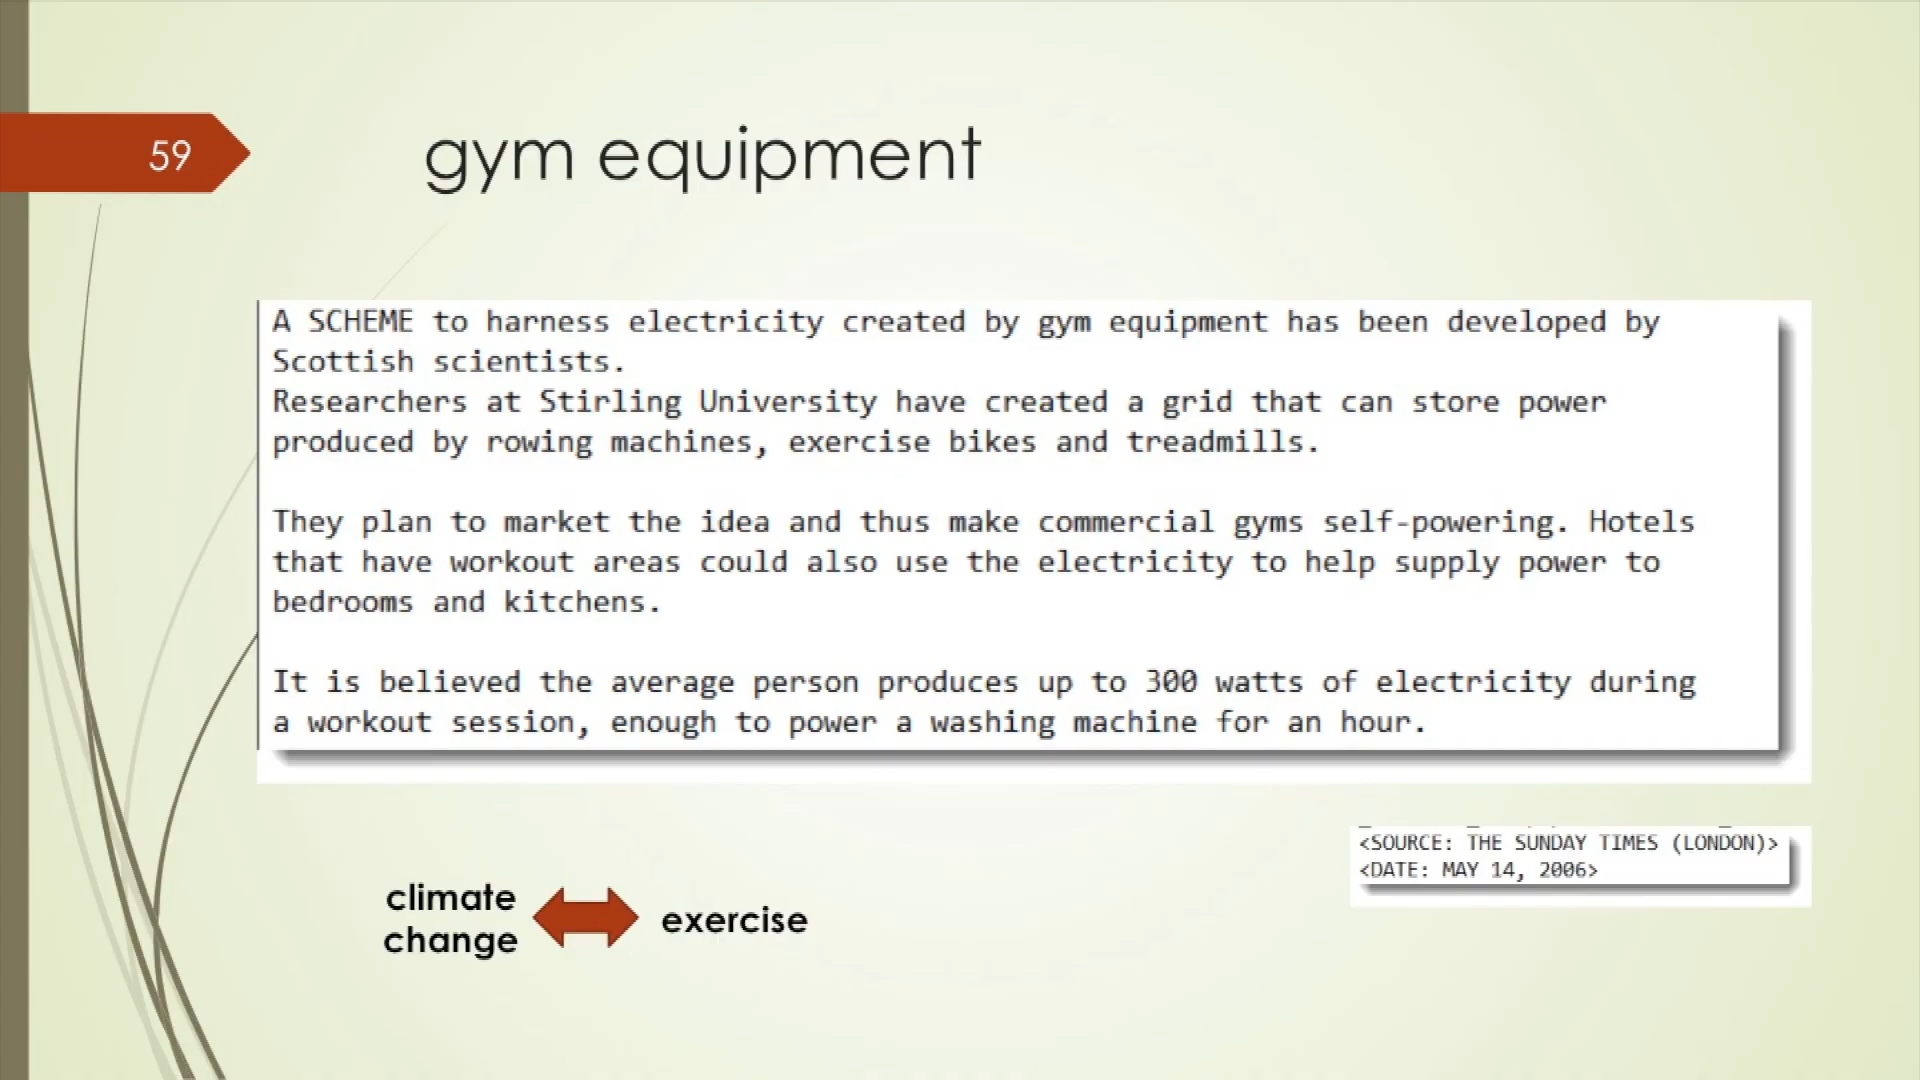 59
gym equipment
A SCHEME to harness electricity created by gym equipment has been developed by
Scottish scientists.
Researchers at Stirling University have created a grid that can store power
produced by rowing machines, exercise bikes and treadmills.
They plan to market the idea and thus make commercial gyms self-powering. Hotels
that have workout areas could also use the electricity to help supply power to
bedrooms and kitchens.
It is believed the average person produces up to 300 watts of electricity during
a workout session, enough to power a washing machine for an hour.
<SOURCE: THE SUNDAY TIMES (LONDON)>
<DATE: MAY 14, 2006>
climate
change
exercise